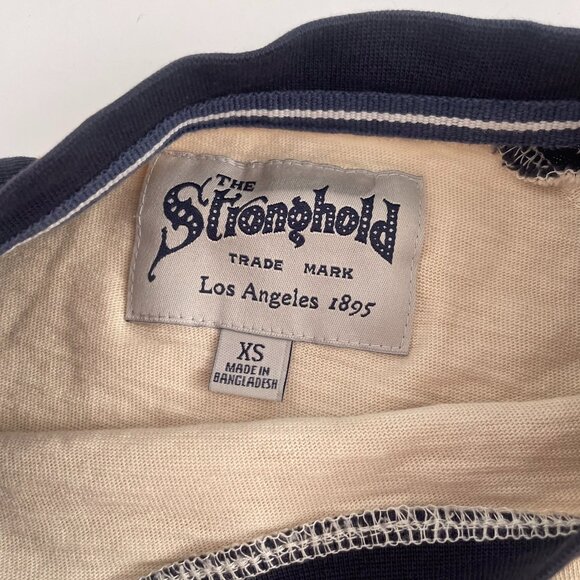 THE
Stronghold
TRADE MARK
Los Angeles 1895
XS
MADE IN
BANGLADESH